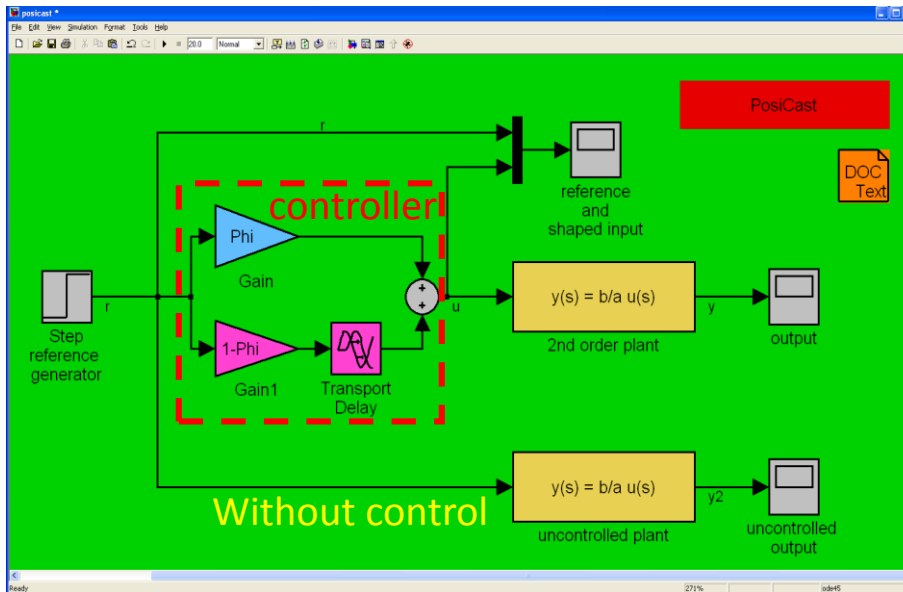 posicast *
File Edit View Simulation Format Tools Help
20.0 Normal
PosiCast
r
DOC
Text
reference
and
shaped input
controller
Phi
Gain
r
Step
reference
generator
+
+
u
y(s) = b/a u(s)
2nd order plant
y
output
1-Phi
Gain1
Transport
Delay
Without control
y(s) = b/a u(s)
uncontrolled plant
y2
uncontrolled
output
Ready 271% ode45